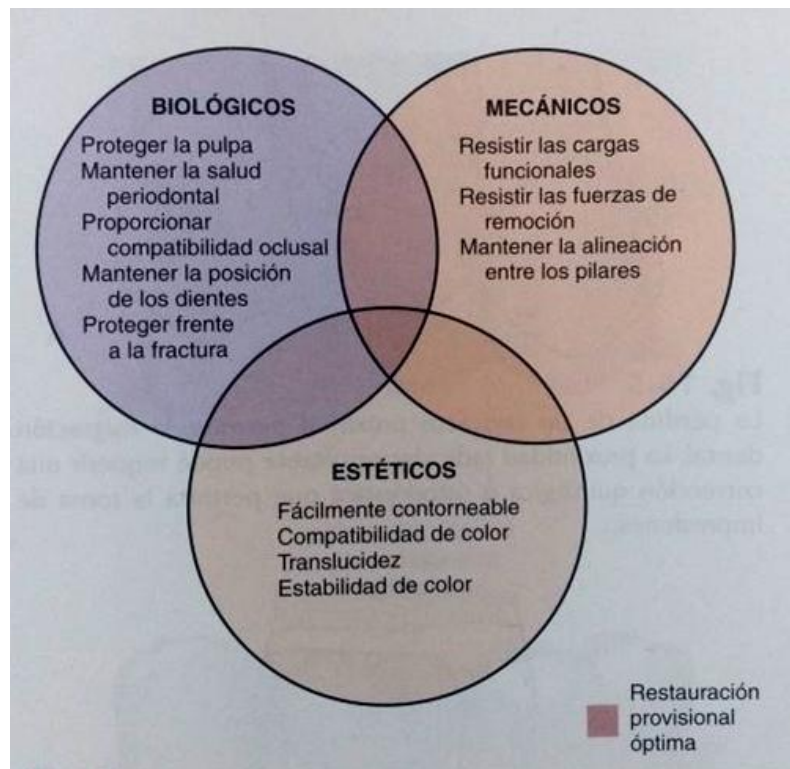 BIOLÓGICOS
Proteger la pulpa
Mantener la salud
periodontal
Proporcionar
compatibilidad oclusal
Mantener la posición
de los dientes
Proteger frente
a la fractura
MECÁNICOS
Resistir las cargas
funcionales
Resistir las fuerzas de
remoción
Mantener la alineación
entre los pilares
ESTÉTICOS
Fácilmente contorneable
Compatibilidad de color
Translucidez
Estabilidad de color
Restauración
provisional
óptima